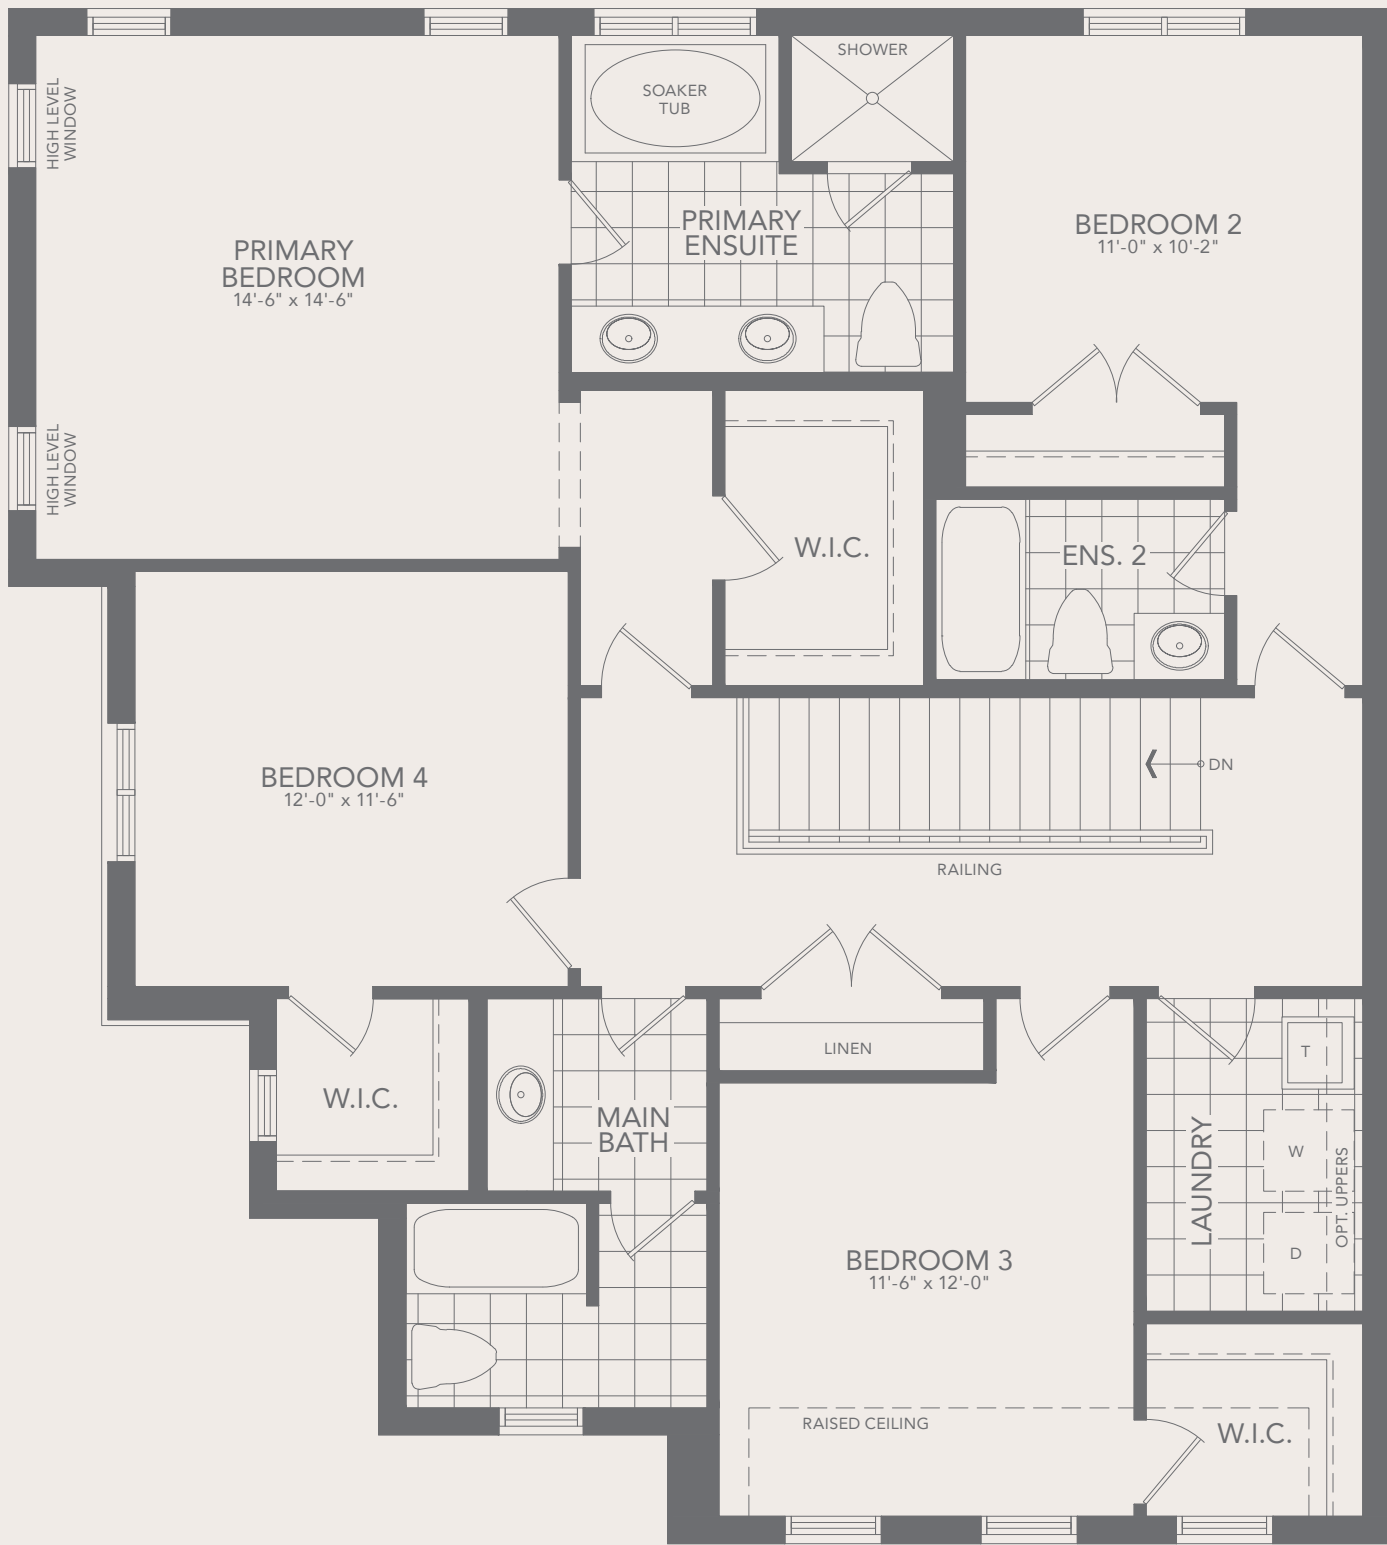 SHOWER
SOAKER
TUB
HIGH LEVEL
WINDOW
PRIMARY
ENSUITE
BEDROOM 2
11'-0" x 10'-2"
PRIMARY
BEDROOM
14'-6" x 14'-6"
HIGH LEVEL
WINDOW
W.I.C.
ENS. 2
BEDROOM 4
12'-0" x 11'-6"
DN
RAILING
LINEN
T
W.I.C.
MAIN
BATH
LAUNDRY
W
OPT. UPPERS
D
BEDROOM 3
11'-6" x 12'-0"
RAISED CEILING
W.I.C.